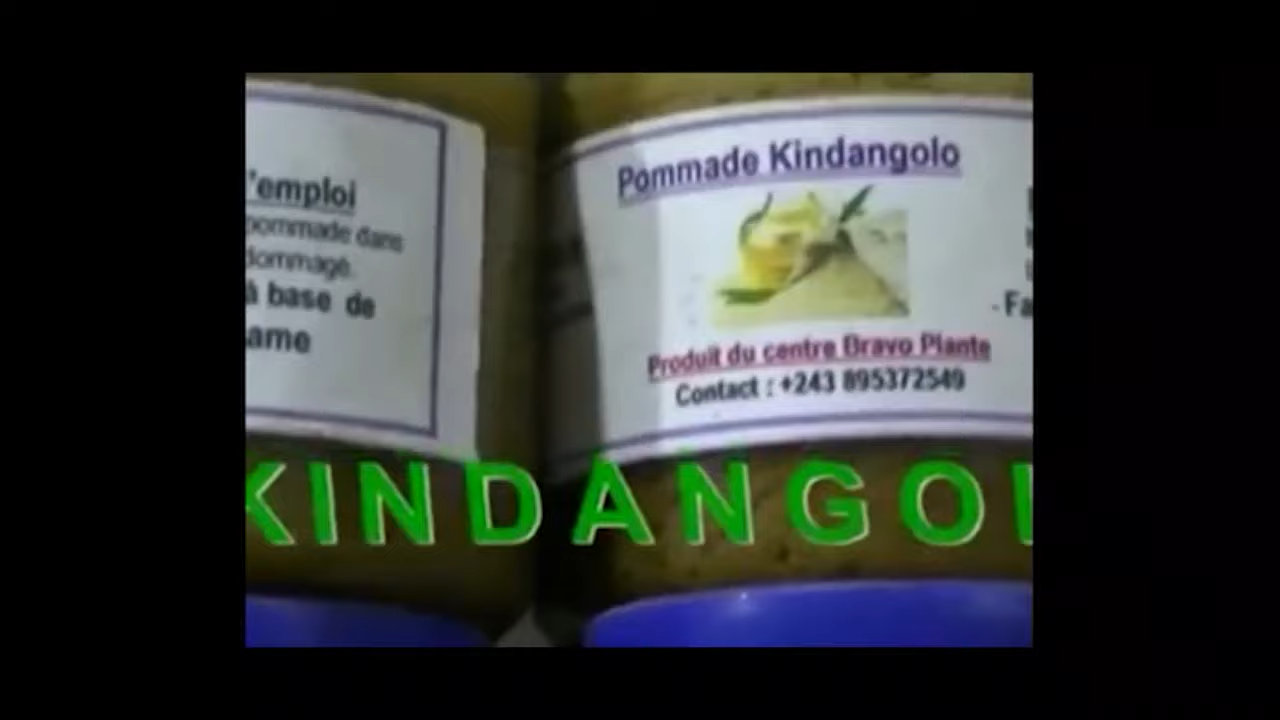 'emploi
pommade dans
dommagé.
à base de
ame
Pommade Kindangolo
Produit du centre Bravo Plante
Contact : +243 895372549
- Fa
KINDANGOL